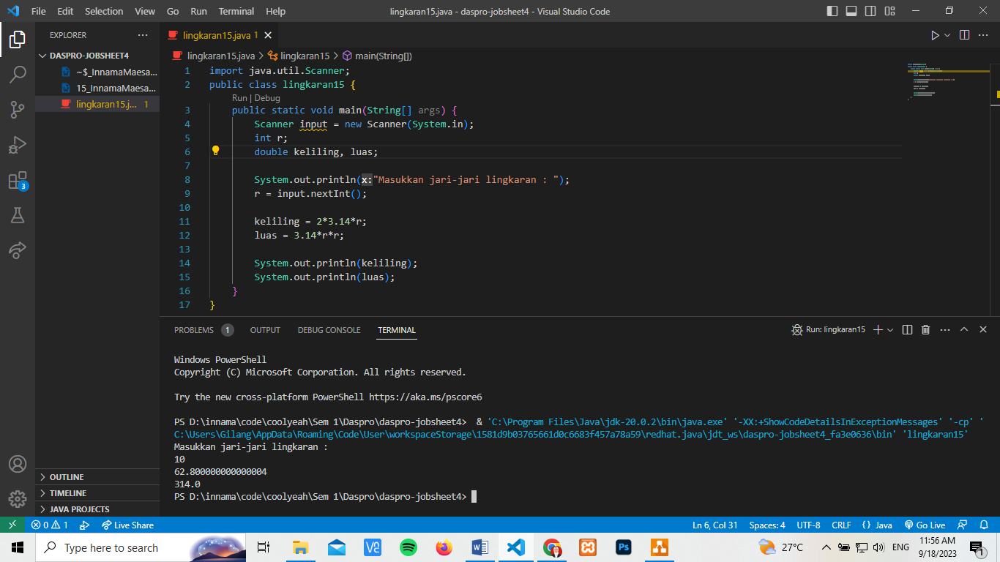 File Edit Selection View Go Run Terminal Help
lingkaran15.java - daspro-jobsheet4 - Visual Studio Code
EXPLORER
DASPRO-JOBSHEET4
~$_InnamaMaesa...
15_InnamaMaesa...
lingkaran15.j... 1
3
OUTLINE
TIMELINE
JAVA PROJECTS
lingkaran15.java 1
lingkaran15.java > lingkaran15 > main(String[])
1 import java.util.Scanner;
2 public class lingkaran15 {
Run | Debug
3 public static void main(String[] args) {
4 Scanner input = new Scanner(System.in);
5 int r;
6 double keliling, luas;
7
8 System.out.println(x:"Masukkan jari-jari lingkaran : ");
9 r = input.nextInt();
10
11 keliling = 2*3.14*r;
12 luas = 3.14*r*r;
13
14 System.out.println(keliling);
15 System.out.println(luas);
16 }
17 }
PROBLEMS 1 OUTPUT DEBUG CONSOLE TERMINAL
Run: lingkaran15
Windows PowerShell
Copyright (C) Microsoft Corporation. All rights reserved.
Try the new cross-platform PowerShell https://aka.ms/pscore6
PS D:\innama\code\coolyeah\Sem 1\Daspro\daspro-jobsheet4> & 'C:\Program Files\Java\jdk-20.0.2\bin\java.exe' '-XX:+ShowCodeDetailsInExceptionMessages' '-cp' '
C:\Users\Gilang\AppData\Roaming\Code\User\workspaceStorage\1581d9b03765661d0c6683f457a78a59\redhat.java\jdt_ws\daspro-jobsheet4_fa3e0636\bin' 'lingkaran15'
Masukkan jari-jari lingkaran :
10
62.800000000000004
314.0
PS D:\innama\code\coolyeah\Sem 1\Daspro\daspro-jobsheet4>
0 1 Live Share
Ln 6, Col 31 Spaces: 4 UTF-8 CRLF {} Java Go Live
Type here to search
Ps
27°C
ENG
11:56 AM
9/18/2023
1